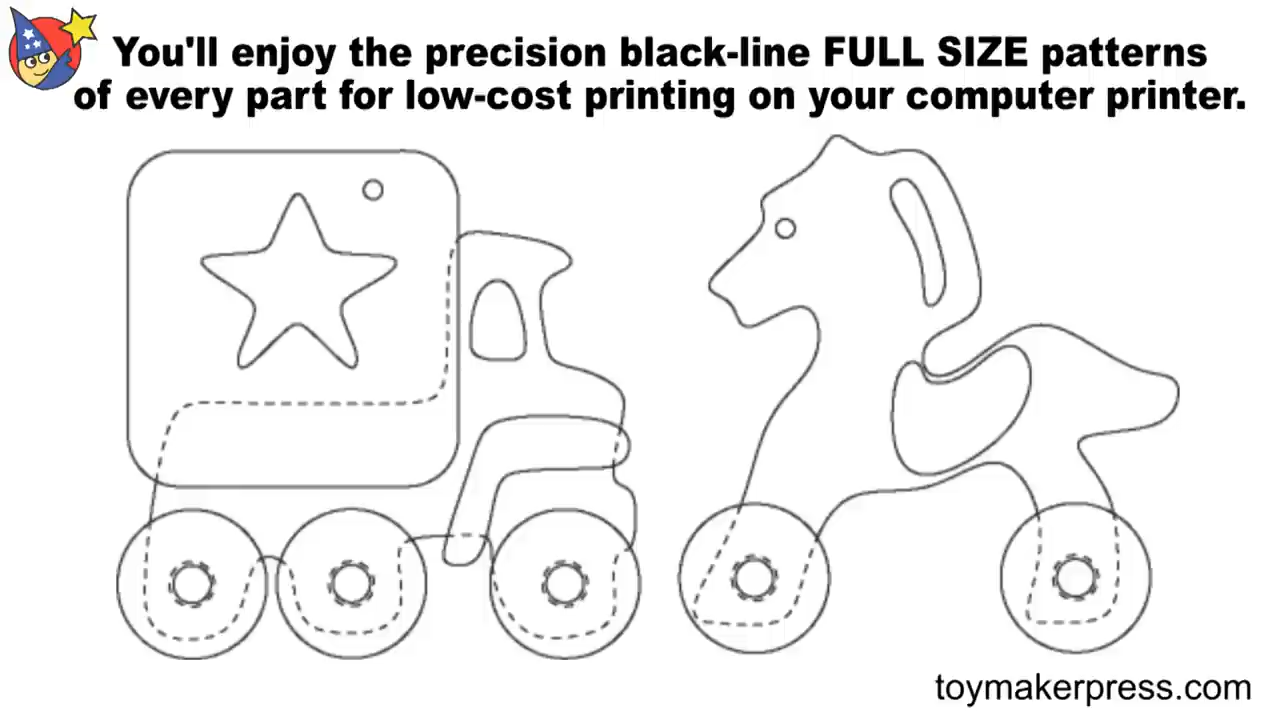 You'll enjoy the precision black-line FULL SIZE patterns
of every part for low-cost printing on your computer printer.
toymakerpress.com